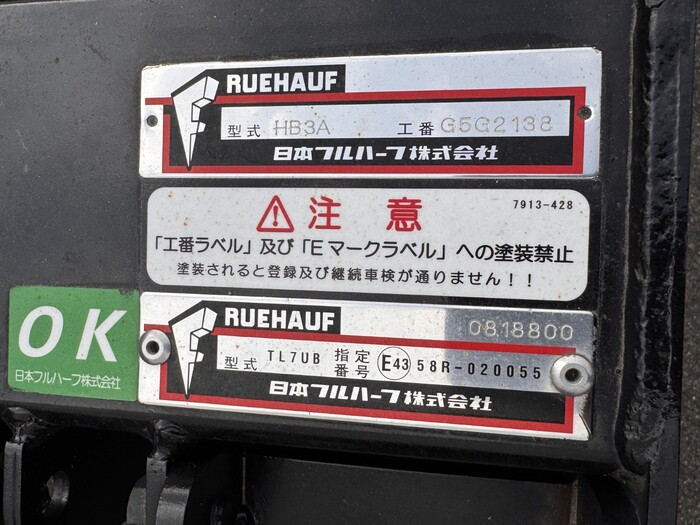 FRUEHAUF
型式 HB3A 工番 G5G2138
日本フルハーフ株式会社
⚠ 注意 7913-428
「工番ラベル」及び「Eマークラベル」への塗装禁止
塗装されると登録及び継続車検が通りません!!
OK
日本フルハーフ株式会社
FRUEHAUF
0818800
型式 TL7UB 指定番号 E43 58R-020055
日本フルハーフ株式会社